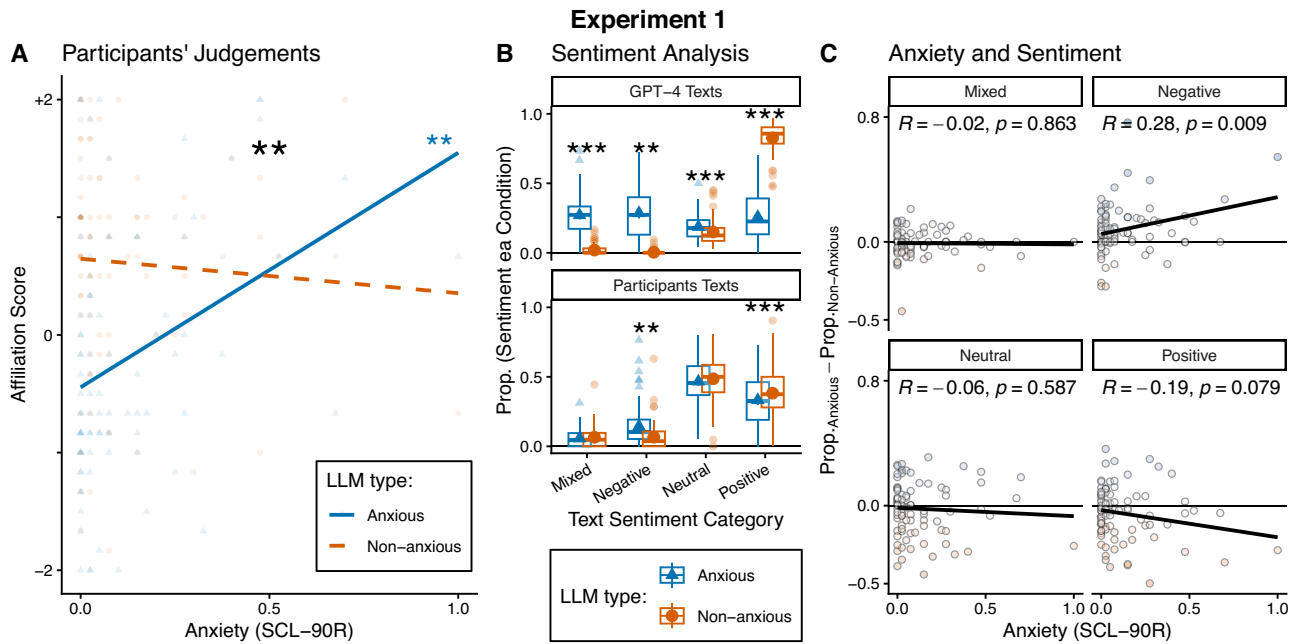 Experiment 1
A Participants' Judgements
Affiliation Score
+2
0
−2
**
**
LLM type:
Anxious
Non−anxious
0.0 0.5 1.0
Anxiety (SCL−90R)
B Sentiment Analysis
Prop. (Sentiment ea Condition)
GPT−4 Texts
1.0
0.5
0.0
*** ** *** ***
Participants Texts
1.0
0.5
0.0
** ***
Mixed Negative Neutral Positive
Text Sentiment Category
LLM type:
Anxious
Non−anxious
C Anxiety and Sentiment
Prop.Anxious − Prop.Non−Anxious
Mixed
R = −0.02, p = 0.863
Negative
R = 0.28, p = 0.009
0.8
0.0
−0.5
Neutral
R = −0.06, p = 0.587
Positive
R = −0.19, p = 0.079
0.8
0.0
−0.5
0.0 0.5 1.0 0.0 0.5 1.0
Anxiety (SCL−90R)